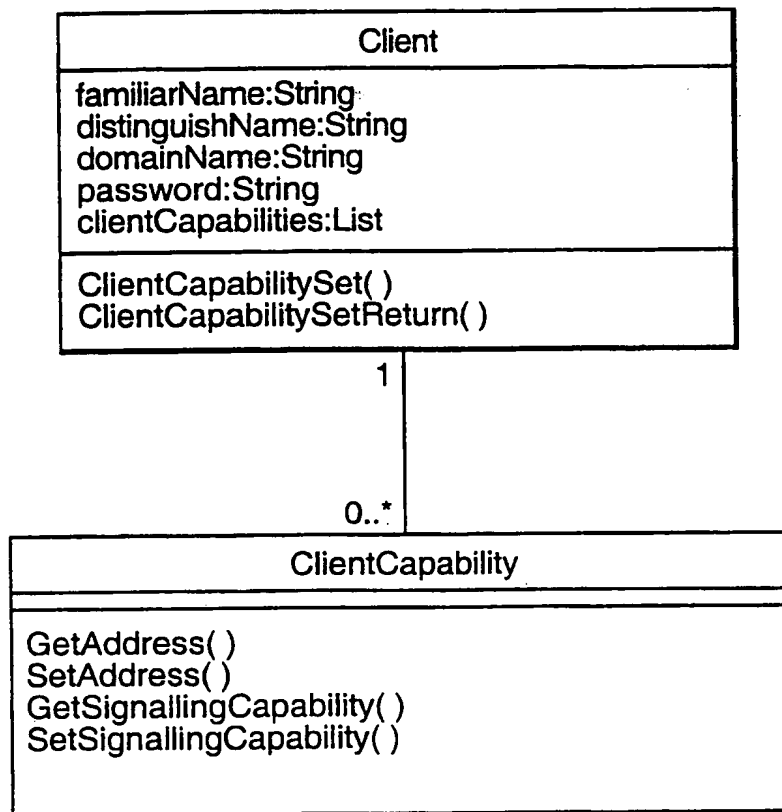 Client
familiarName:String
distinguishName:String
domainName:String
password:String
clientCapabilities:List
ClientCapabilitySet( )
ClientCapabilitySetReturn( )
1
0..*
ClientCapability
GetAddress( )
SetAddress( )
GetSignallingCapability( )
SetSignallingCapability( )